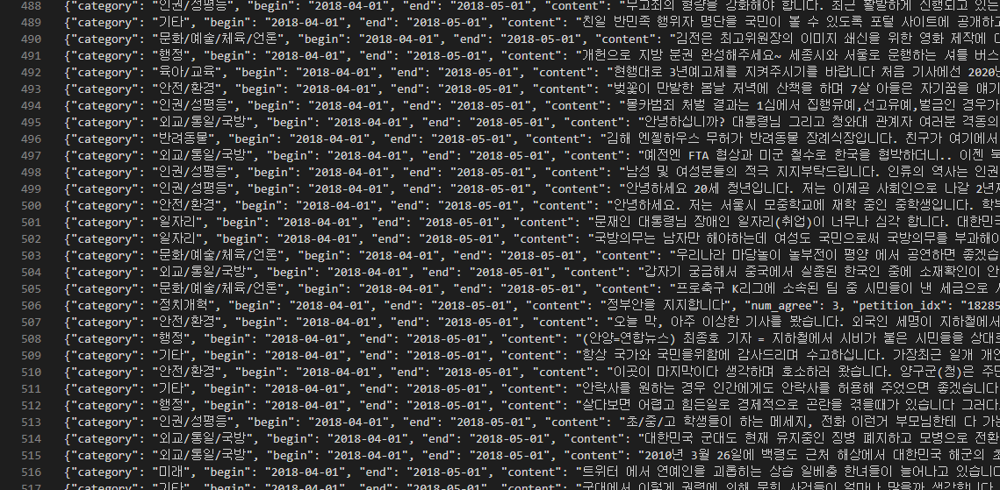 488 {"category": "인권/성평등", "begin": "2018-04-01", "end": "2018-05-01", "content": "무고죄의 형량을 강화해야 합니다. 최근 활발하게 진행되고 있는
489 {"category": "기타", "begin": "2018-04-01", "end": "2018-05-01", "content": "친일 반민족 행위자 명단을 국민이 볼 수 있도록 포털 사이트에 공개하고
490 {"category": "문화/예술/체육/언론", "begin": "2018-04-01", "end": "2018-05-01", "content": "김전은 최고위원장의 이미지 쇄신을 위한 영화 제작에 
491 {"category": "행정", "begin": "2018-04-01", "end": "2018-05-01", "content": "개헌으로 지방 분권 완성해주세요~ 세종시와 서울로 운행하는 셔틀 버스
492 {"category": "육아/교육", "begin": "2018-04-01", "end": "2018-05-01", "content": "현행대로 3년예고제를 지켜주시기를 바랍니다 처음 기사에선 2020
493 {"category": "안전/환경", "begin": "2018-04-01", "end": "2018-05-01", "content": "벚꽃이 만발한 봄날 저녁에 산책을 하며 7살 아들은 자기꿈을 얘기
494 {"category": "인권/성평등", "begin": "2018-04-01", "end": "2018-05-01", "content": "몰카범죄 처벌 결과는 1심에서 집행유예,선고유예,벌금인 경우가
495 {"category": "외교/통일/국방", "begin": "2018-04-01", "end": "2018-05-01", "content": "안녕하십니까? 대통령님 그리고 청와대 관계자 여러분 격동의
496 {"category": "반려동물", "begin": "2018-04-01", "end": "2018-05-01", "content": "김해 엔젤하우스 무허가 반려동물 장례식장입니다. 친구가 여기에서
497 {"category": "외교/통일/국방", "begin": "2018-04-01", "end": "2018-05-01", "content": "예전엔 FTA 협상과 미군 철수로 한국을 협박하더니.. 이젠
498 {"category": "인권/성평등", "begin": "2018-04-01", "end": "2018-05-01", "content": "남성 및 여성분들의 적극 지지부탁드립니다. 인류의 역사는 인권
499 {"category": "인권/성평등", "begin": "2018-04-01", "end": "2018-05-01", "content": "안녕하세요 20세 청년입니다. 저는 이제곧 사회인으로 나갈 2년
500 {"category": "안전/환경", "begin": "2018-04-01", "end": "2018-05-01", "content": "안녕하세요. 저는 서울시 모중학교에 재학 중인 중학생입니다. 학부
501 {"category": "일자리", "begin": "2018-04-01", "end": "2018-05-01", "content": "문재인 대통령님 장애인 일자리(취업)이 너무나 심각 합니다. 대한민
502 {"category": "일자리", "begin": "2018-04-01", "end": "2018-05-01", "content": "국방의무는 남자만 해야하는데 여성도 국민으로써 국방의무를 부과해야
503 {"category": "문화/예술/체육/언론", "begin": "2018-04-01", "end": "2018-05-01", "content": "우리나라 마당놀이 놀부전이 평양 에서 공연하면 좋겠습
504 {"category": "외교/통일/국방", "begin": "2018-04-01", "end": "2018-05-01", "content": "갑자기 궁금해서 중국에서 실종된 한국인 중에 소재확인이 안
505 {"category": "문화/예술/체육/언론", "begin": "2018-04-01", "end": "2018-05-01", "content": "프로축구 K리그에 소속된 팀 중 시민들이 낸 세금으로
506 {"category": "정치개혁", "begin": "2018-04-01", "end": "2018-05-01", "content": "정부안을 지지합니다", "num_agree": 3, "petition_idx": "18285
507 {"category": "안전/환경", "begin": "2018-04-01", "end": "2018-05-01", "content": "오늘 막, 아주 이상한 기사를 봤습니다. 외국인 세명이 지하철에서
508 {"category": "행정", "begin": "2018-04-01", "end": "2018-05-01", "content": "(안양=연합뉴스) 최종호 기자 = 지하철에서 시비가 붙은 시민들을 상대로
509 {"category": "기타", "begin": "2018-04-01", "end": "2018-05-01", "content": "항상 국가와 국민들위함에 감사드리며 수고하십니다. 가장최근 일개 개인
510 {"category": "안전/환경", "begin": "2018-04-01", "end": "2018-05-01", "content": "이곳이 마지막이다 생각하며 호소하러 왔습니다. 양구군(청)은 주민
511 {"category": "기타", "begin": "2018-04-01", "end": "2018-05-01", "content": "안락사를 원하는 경우 인간에게도 안락사를 허용해 주었으면 좋겠습니다
512 {"category": "행정", "begin": "2018-04-01", "end": "2018-05-01", "content": "살다보면 어렵고 힘든일로 경제적으로 곤란을 겪을때가 있습니다 그러다
513 {"category": "인권/성평등", "begin": "2018-04-01", "end": "2018-05-01", "content": "초/중/고 학생들이 하는 메세지, 전화 이런거 부모님한테 다 가는
514 {"category": "외교/통일/국방", "begin": "2018-04-01", "end": "2018-05-01", "content": "대한민국 군대도 현재 유지중인 징병 폐지하고 모병으로 전환
515 {"category": "외교/통일/국방", "begin": "2018-04-01", "end": "2018-05-01", "content": "2010년 3월 26일에 백령도 근처 해상에서 대한민국 해군의
516 {"category": "미래", "begin": "2018-04-01", "end": "2018-05-01", "content": "트위터 에서 연예인을 괴롭히는 상습 일베충 한녀들이 늘어나고 있습니
517 {"category": "기타", "begin": "2018-04-01", "end": "2018-05-01", "content": "군대에서 이렇게 권력에 의해 묻힌 사건들이 얼마나 많을까 생각합니다